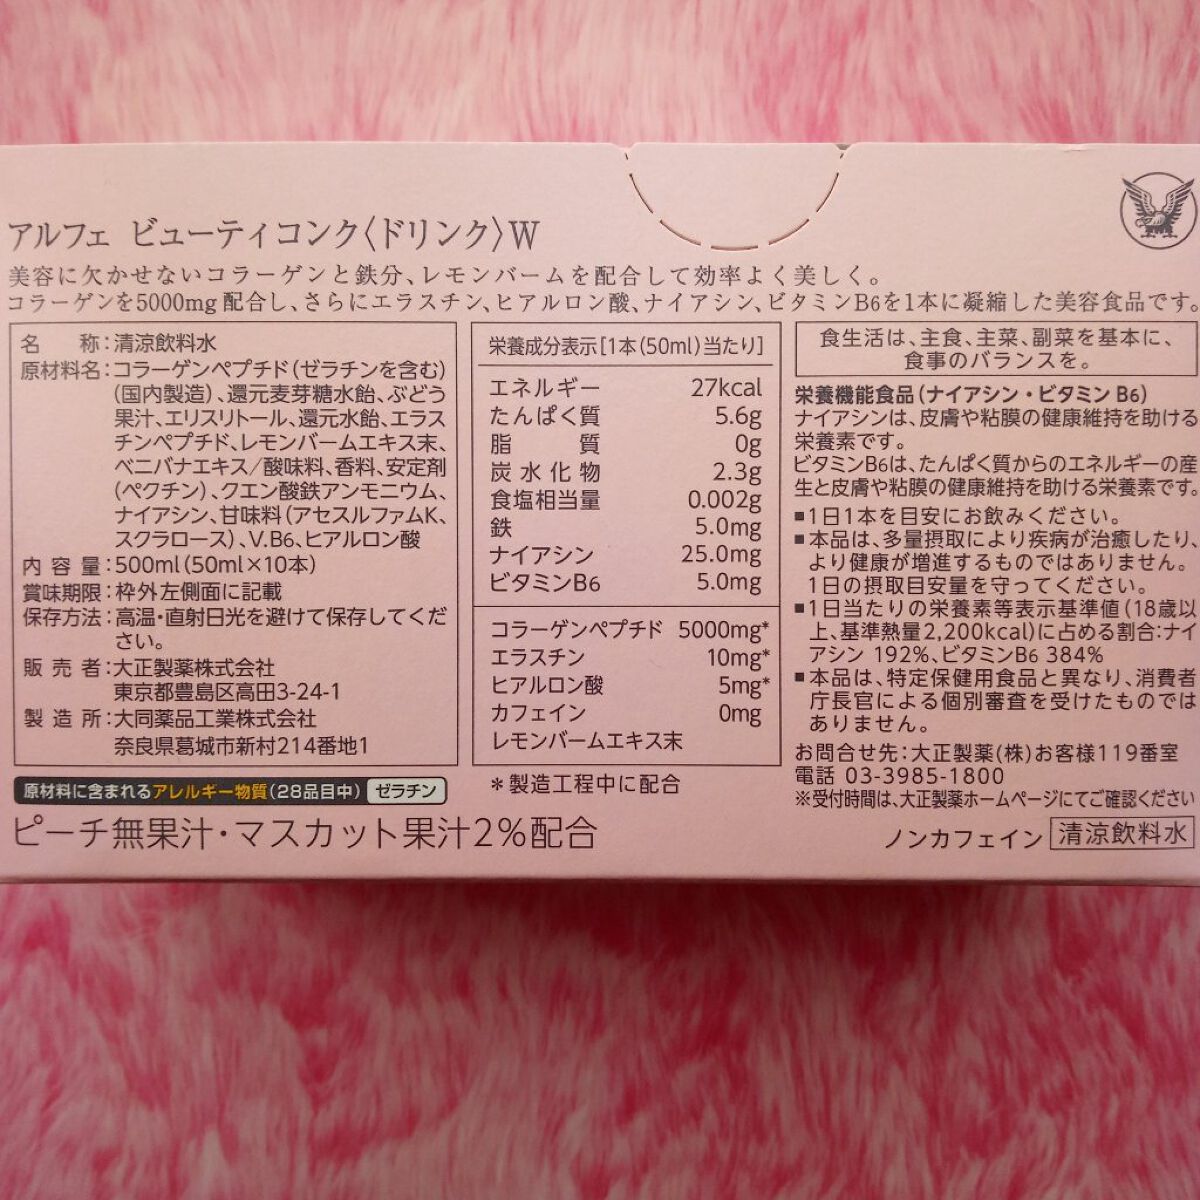 アルフェ ビューティコンク〈ドリンク〉W
美容に欠かせないコラーゲンと鉄分、レモンバームを配合して効率よく美しく。
コラーゲンを5000mg配合し、さらにエラスチン、ヒアルロン酸、ナイアシン、ビタミンB6を1本に凝縮した美容食品です。
名 称:清涼飲料水
原材料名:コラーゲンペプチド(ゼラチンを含む)
(国内製造)、還元麦芽糖水飴、ぶどう
果汁、エリスリトール、還元水飴、エラス
チンペプチド、レモンバームエキス末、
ベニバナエキス/酸味料、香料、安定剤
(ペクチン)、クエン酸鉄アンモニウム、
ナイアシン、甘味料(アセスルファムK、
スクラロース)、V.B6、ヒアルロン酸
内容量:500ml(50ml×10本)
賞味期限:枠外左側面に記載
保存方法:高温・直射日光を避けて保存してくだ
さい。
販売者:大正製薬株式会社
東京都豊島区高田3-24-1
製造所:大同薬品工業株式会社
奈良県葛城市新村214番地1
原材料に含まれるアレルギー物質(28品目中) ゼラチン
ピーチ無果汁・マスカット果汁2%配合
栄養成分表示[1本(50ml)当たり]
エネルギー 27kcal
たんぱく質 5.6g
脂質 0g
炭水化物 2.3g
食塩相当量 0.002g
鉄 5.0mg
ナイアシン 25.0mg
ビタミンB6 5.0mg
コラーゲンペプチド 5000mg*
エラスチン 10mg*
ヒアルロン酸 5mg*
カフェイン 0mg
レモンバームエキス末
*製造工程中に配合
食生活は、主食、主菜、副菜を基本に、
食事のバランスを。
栄養機能食品(ナイアシン・ビタミンB6)
ナイアシンは、皮膚や粘膜の健康維持を助ける
栄養素です。
ビタミンB6は、たんぱく質からのエネルギーの産
生と皮膚や粘膜の健康維持を助ける栄養素です。
■1日1本を目安にお飲みください。
■本品は、多量摂取により疾病が治癒したり、
より健康が増進するものではありません。
1日の摂取目安量を守ってください。
■1日当たりの栄養素等表示基準値(18歳以
上、基準熱量2,200kcal)に占める割合:ナイ
アシン 192%、ビタミンB6 384%
■本品は、特定保健用食品と異なり、消費者
庁長官による個別審査を受けたものでは
ありません。
お問合せ先:大正製薬(株)お客様119番室
電話 03-3985-1800
※受付時間は、大正製薬ホームページにてご確認ください
ノンカフェイン 清涼飲料水